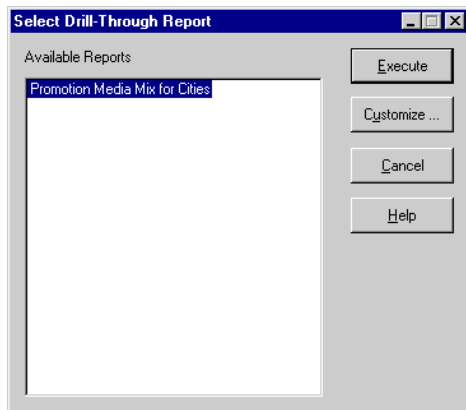 Select Drill-Through Report
Available Reports
Promotion Media Mix for Cities
Execute
Customize ...
Cancel
Help